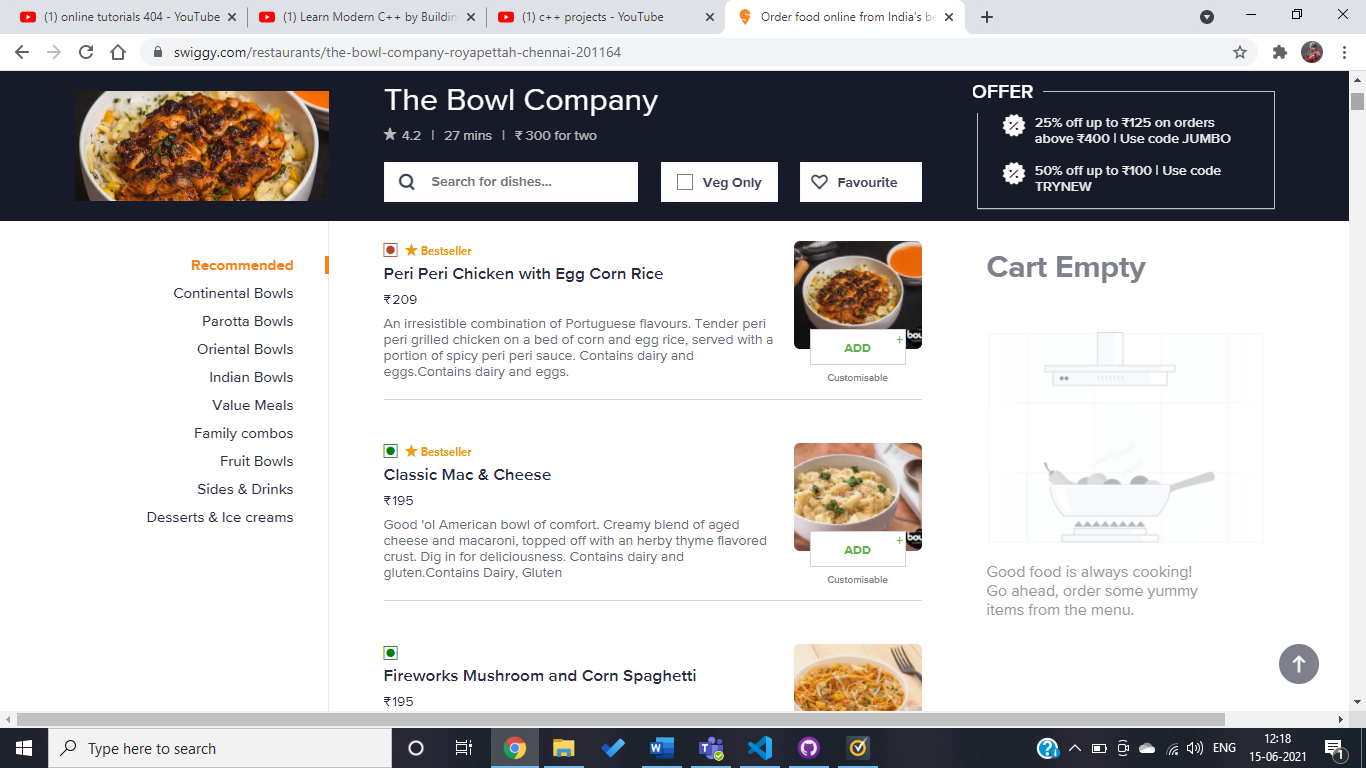 (1) online tutorials 404 - YouTube
(1) Learn Modern C++ by Buildin
(1) c++ projects - YouTube
Order food online from India's be
swiggy.com/restaurants/the-bowl-company-royapettah-chennai-201164
The Bowl Company
★ 4.2 | 27 mins | ₹ 300 for two
Search for dishes...
Veg Only
Favourite
OFFER
25% off up to ₹125 on orders
above ₹400 | Use code JUMBO
50% off up to ₹100 | Use code
TRYNEW
Recommended
Continental Bowls
Parotta Bowls
Oriental Bowls
Indian Bowls
Value Meals
Family combos
Fruit Bowls
Sides & Drinks
Desserts & Ice creams
★ Bestseller
Peri Peri Chicken with Egg Corn Rice
₹209
An irresistible combination of Portuguese flavours. Tender peri
peri grilled chicken on a bed of corn and egg rice, served with a
portion of spicy peri peri sauce. Contains dairy and
eggs.Contains dairy and eggs.
ADD
+
Customisable
★ Bestseller
Classic Mac & Cheese
₹195
Good 'ol American bowl of comfort. Creamy blend of aged
cheese and macaroni, topped off with an herby thyme flavored
crust. Dig in for deliciousness. Contains dairy and
gluten.Contains Dairy, Gluten
ADD
+
Customisable
Fireworks Mushroom and Corn Spaghetti
₹195
Cart Empty
Good food is always cooking!
Go ahead, order some yummy
items from the menu.
Type here to search
ENG
12:18
15-06-2021
1